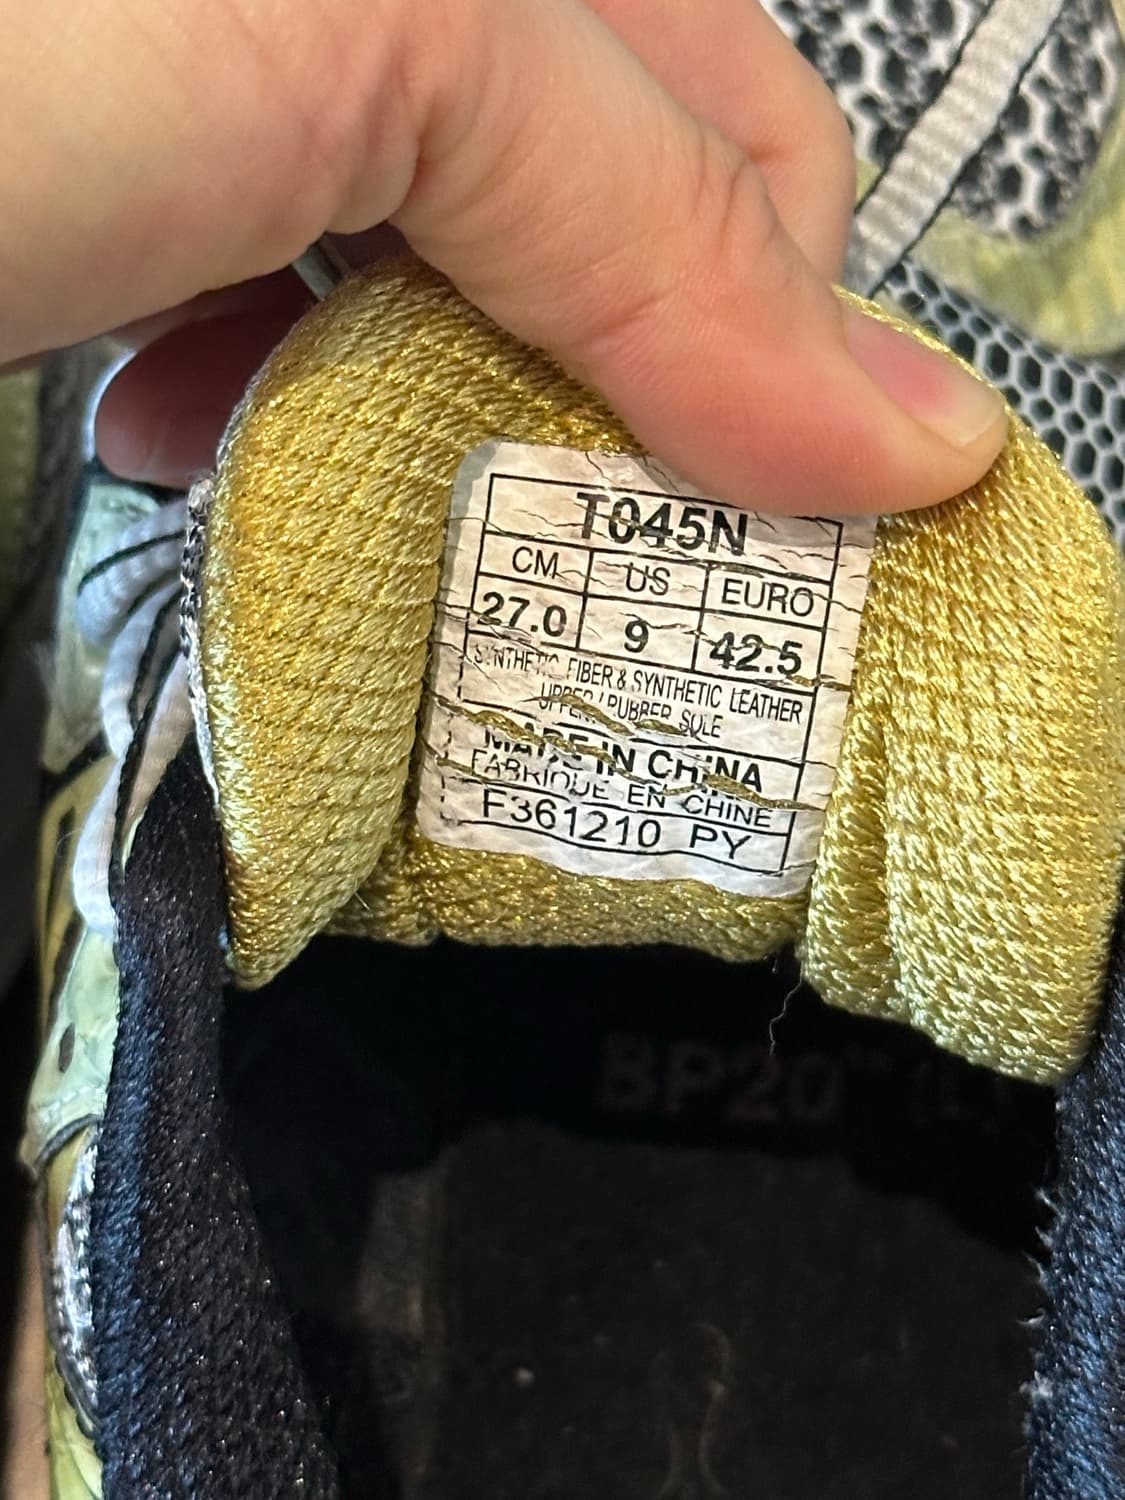 T045N
CM US EURO
27.0 9 42.5
SYNTHETIC FIBER & SYNTHETIC LEATHER
UPPER / RUBBER SOLE
MADE IN CHINA
FABRIQUE EN CHINE
F361210 PY
BP20™